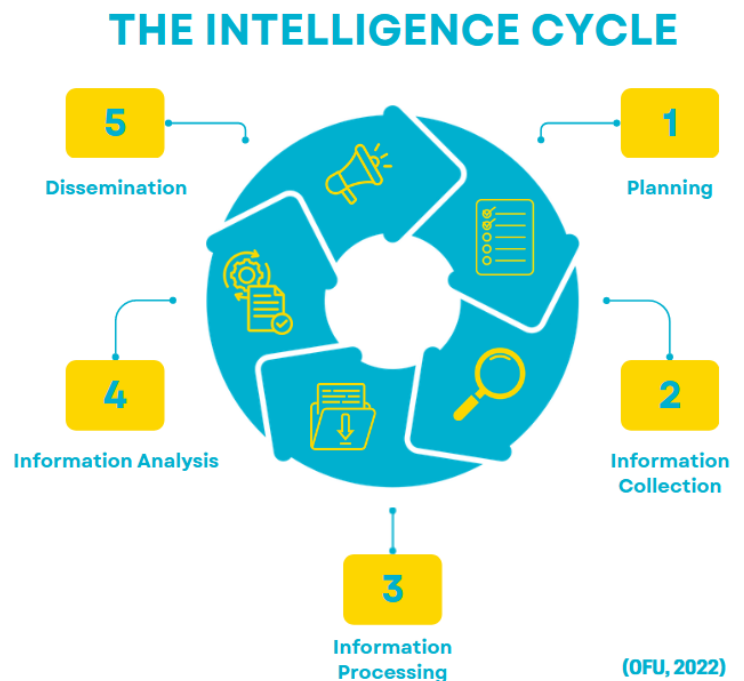 THE INTELLIGENCE CYCLE
5
Dissemination
1
Planning
4
Information Analysis
2
Information
Collection
3
Information
Processing
(OFU, 2022)